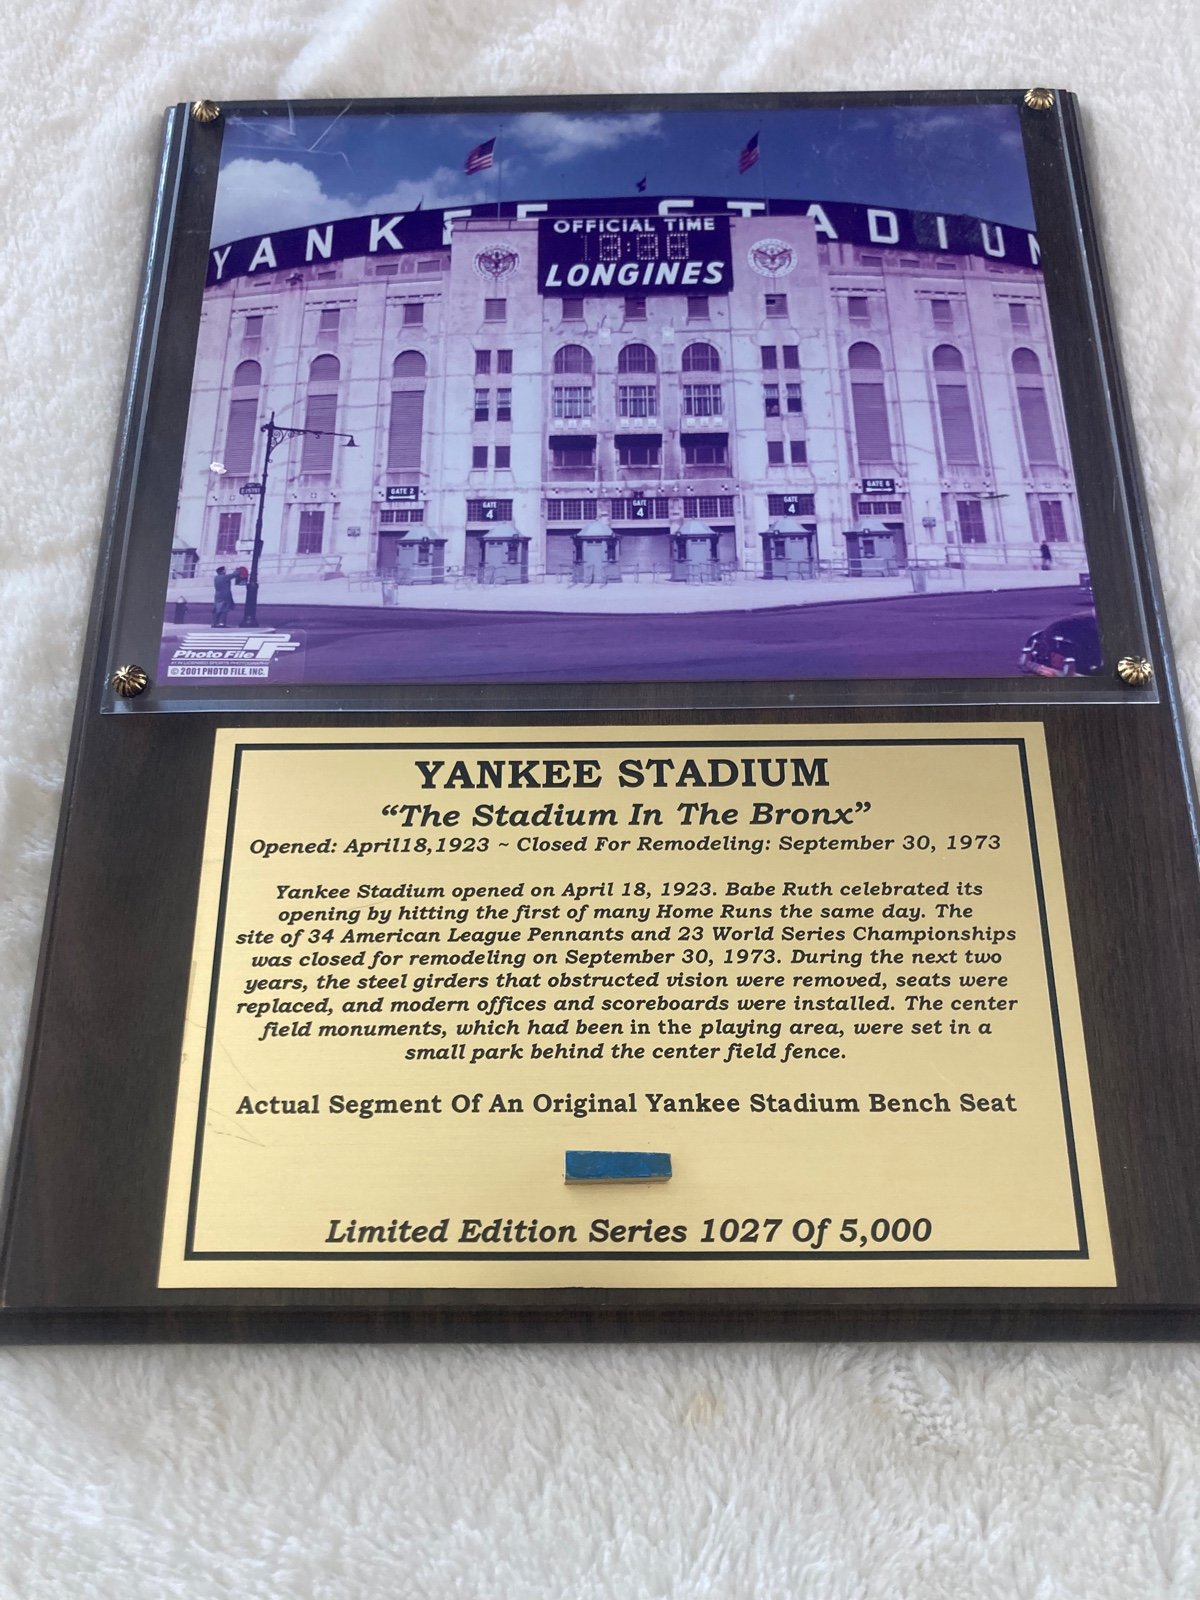 YANKEE STADIUM
OFFICIAL TIME
LONGINES
GATE 2
GATE 6
GATE
4
GATE
4
GATE
4
Photo File
© 2001 PHOTO FILE, INC.
YANKEE STADIUM
“The Stadium In The Bronx”
Opened: April18,1923 ~ Closed For Remodeling: September 30, 1973
Yankee Stadium opened on April 18, 1923. Babe Ruth celebrated its
opening by hitting the first of many Home Runs the same day. The
site of 34 American League Pennants and 23 World Series Championships
was closed for remodeling on September 30, 1973. During the next two
years, the steel girders that obstructed vision were removed, seats were
replaced, and modern offices and scoreboards were installed. The center
field monuments, which had been in the playing area, were set in a
small park behind the center field fence.
Actual Segment Of An Original Yankee Stadium Bench Seat
Limited Edition Series 1027 Of 5,000